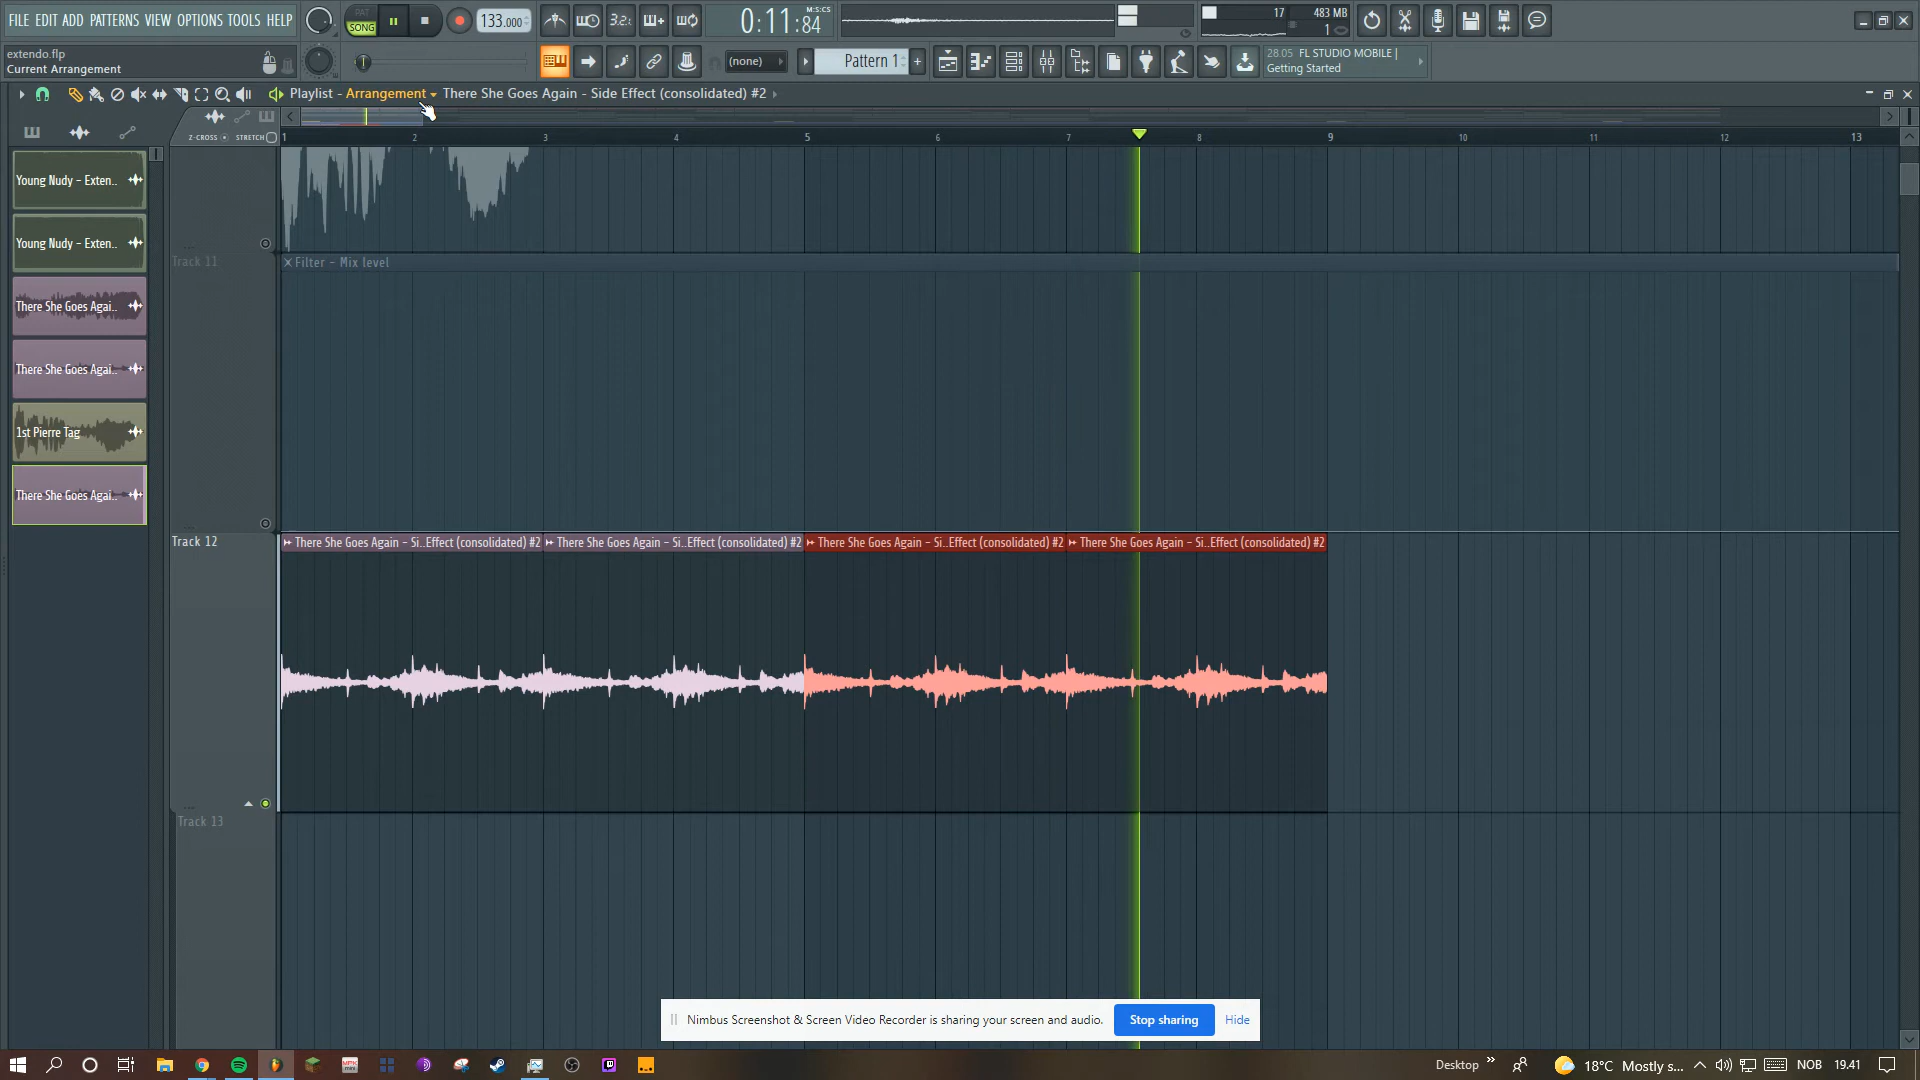 FILE EDIT ADD PATTERNS VIEW OPTIONS TOOLS HELP
PAT
SONG
133.000
3.2.
0:11:84
M:S:CS
17
483 MB
1
extendo.flp
Current Arrangement
(none)
Pattern 1
+
28.05 FL STUDIO MOBILE |
Getting Started
Playlist - Arrangement There She Goes Again - Side Effect (consolidated) #2
Z-CROSS STRETCH
1 2 3 4 5 6 7 8 9 10 11 12 13
Young Nudy - Exten..
Young Nudy - Exten..
There She Goes Agai..
There She Goes Agai..
1st Pierre Tag
There She Goes Agai..
Track 11
Filter - Mix level
Track 12
There She Goes Again - Si..Effect (consolidated) #2
There She Goes Again - Si..Effect (consolidated) #2
There She Goes Again - Si..Effect (consolidated) #2
There She Goes Again - Si..Effect (consolidated) #2
Track 13
Nimbus Screenshot & Screen Video Recorder is sharing your screen and audio.
Stop sharing
Hide
Desktop
18°C Mostly s...
NOB
19.41